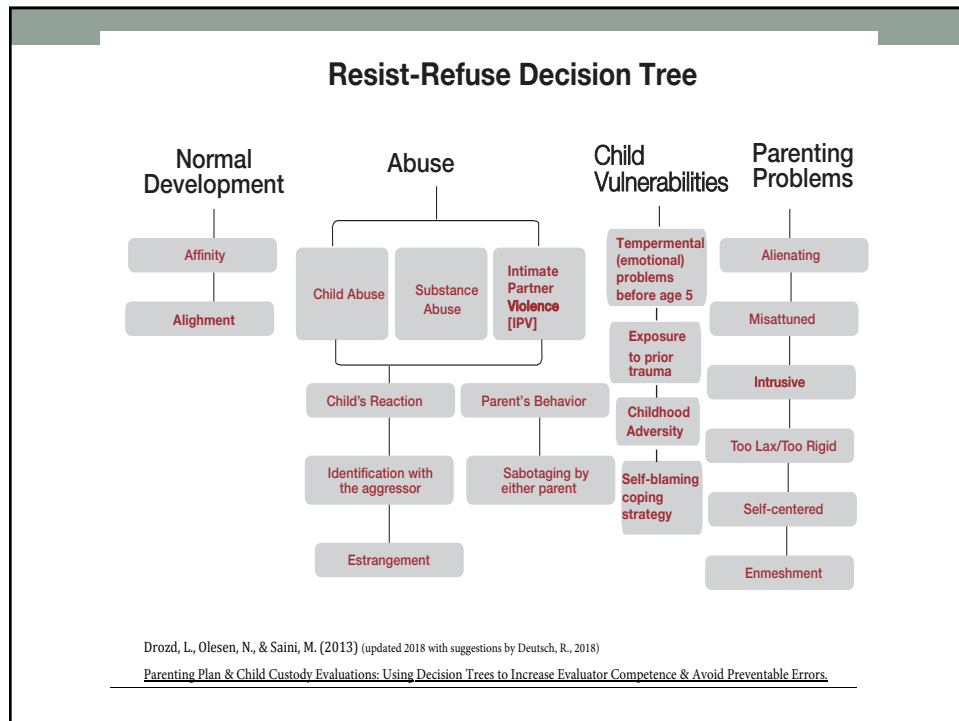 Resist-Refuse Decision Tree
Normal
Development
Affinity
Alighment
Abuse
Child Abuse
Substance
Abuse
Intimate
Partner
Violence
[IPV]
Child's Reaction
Identification with
the aggressor
Estrangement
Parent's Behavior
Sabotaging by
either parent
Child
Vulnerabilities
Tempermental
(emotional)
problems
before age 5
Exposure
to prior
trauma
Childhood
Adversity
Self-blaming
coping
strategy
Parenting
Problems
Alienating
Misattuned
Intrusive
Too Lax/Too Rigid
Self-centered
Enmeshment
Drozd, L., Olesen, N., & Saini, M. (2013) (updated 2018 with suggestions by Deutsch, R., 2018)
Parenting Plan & Child Custody Evaluations: Using Decision Trees to Increase Evaluator Competence & Avoid Preventable Errors.